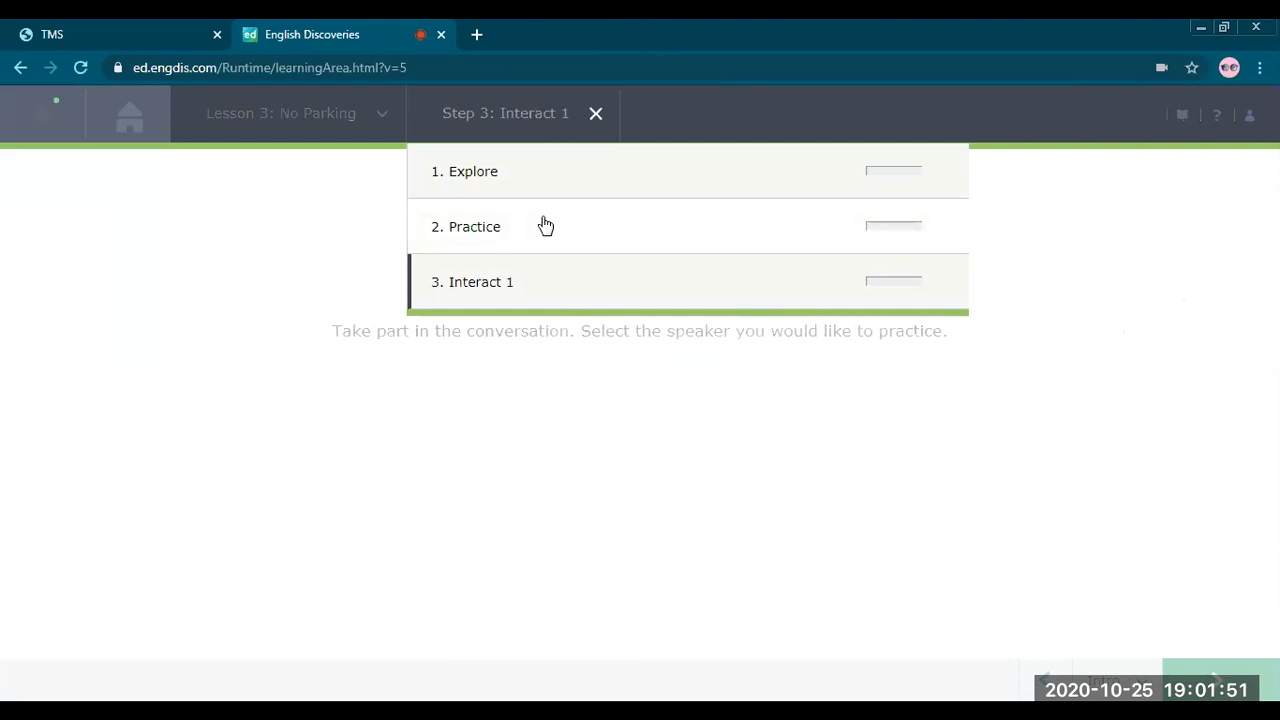 TMS
ed English Discoveries
ed.engdis.com/Runtime/learningArea.html?v=5
Lesson 3: No Parking
Step 3: Interact 1
?
1. Explore
2. Practice
3. Interact 1
Take part in the conversation. Select the speaker you would like to practice.
2020-10-25 19:01:51